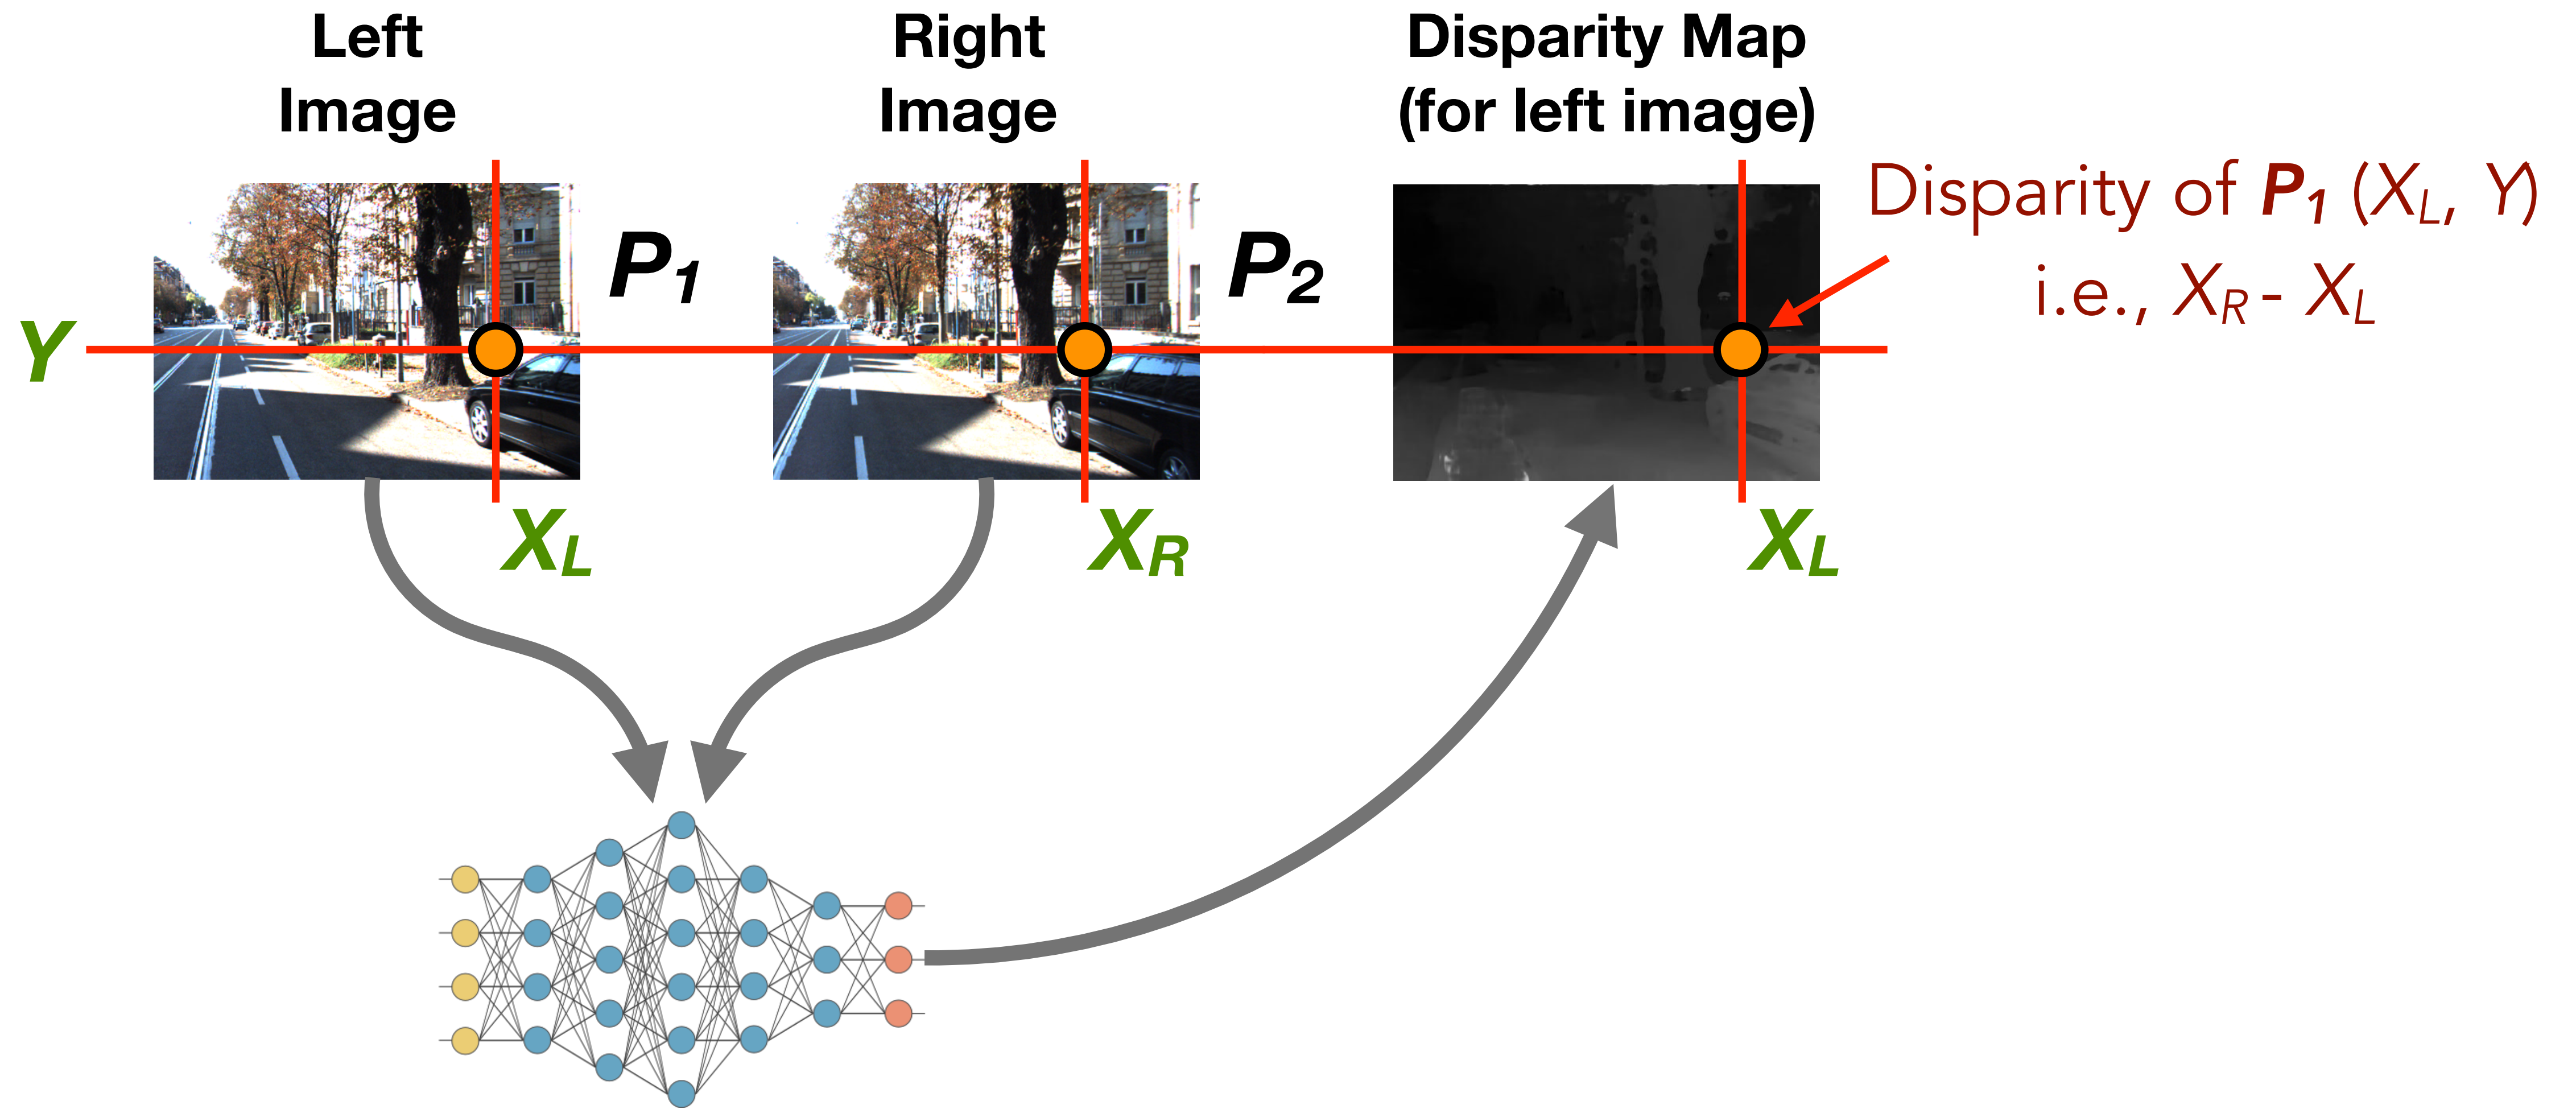 Left
Image
Right
Image
Disparity Map
(for left image)
Disparity of P1 (XL, Y)
i.e., XR - XL
P1
P2
Y
XL
XR
XL